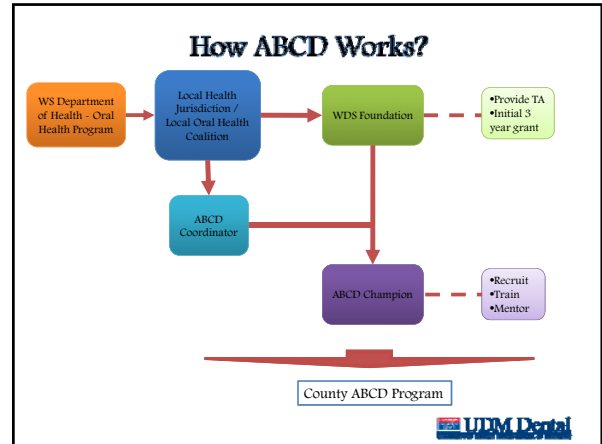 How ABCD Works?
WS Department
of Health - Oral
Health Program
Local Health
Jurisdiction /
Local Oral Health
Coalition
WDS Foundation
•Provide TA
•Initial 3
year grant
ABCD
Coordinator
ABCD Champion
•Recruit
•Train
•Mentor
County ABCD Program
UDM Dental